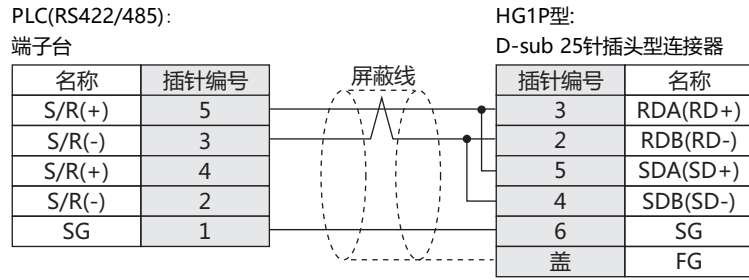 PLC(RS422/485):
端子台
HG1P型:
D-sub 25针插头型连接器
名称 插针编号
S/R(+) 5
S/R(-) 3
S/R(+) 4
S/R(-) 2
SG 1
屏蔽线
插针编号 名称
3 RDA(RD+)
2 RDB(RD-)
5 SDA(SD+)
4 SDB(SD-)
6 SG
盖 FG